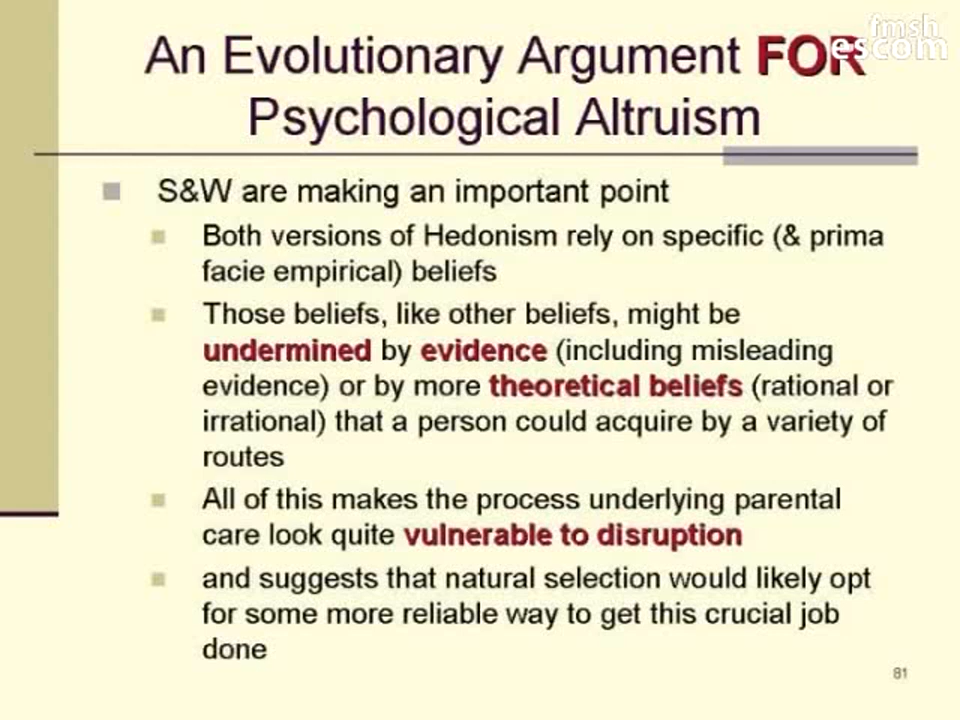 fmsh
escom
An Evolutionary Argument FOR
Psychological Altruism
S&W are making an important point
Both versions of Hedonism rely on specific (& prima
facie empirical) beliefs
Those beliefs, like other beliefs, might be
undermined by evidence (including misleading
evidence) or by more theoretical beliefs (rational or
irrational) that a person could acquire by a variety of
routes
All of this makes the process underlying parental
care look quite vulnerable to disruption
and suggests that natural selection would likely opt
for some more reliable way to get this crucial job
done
81